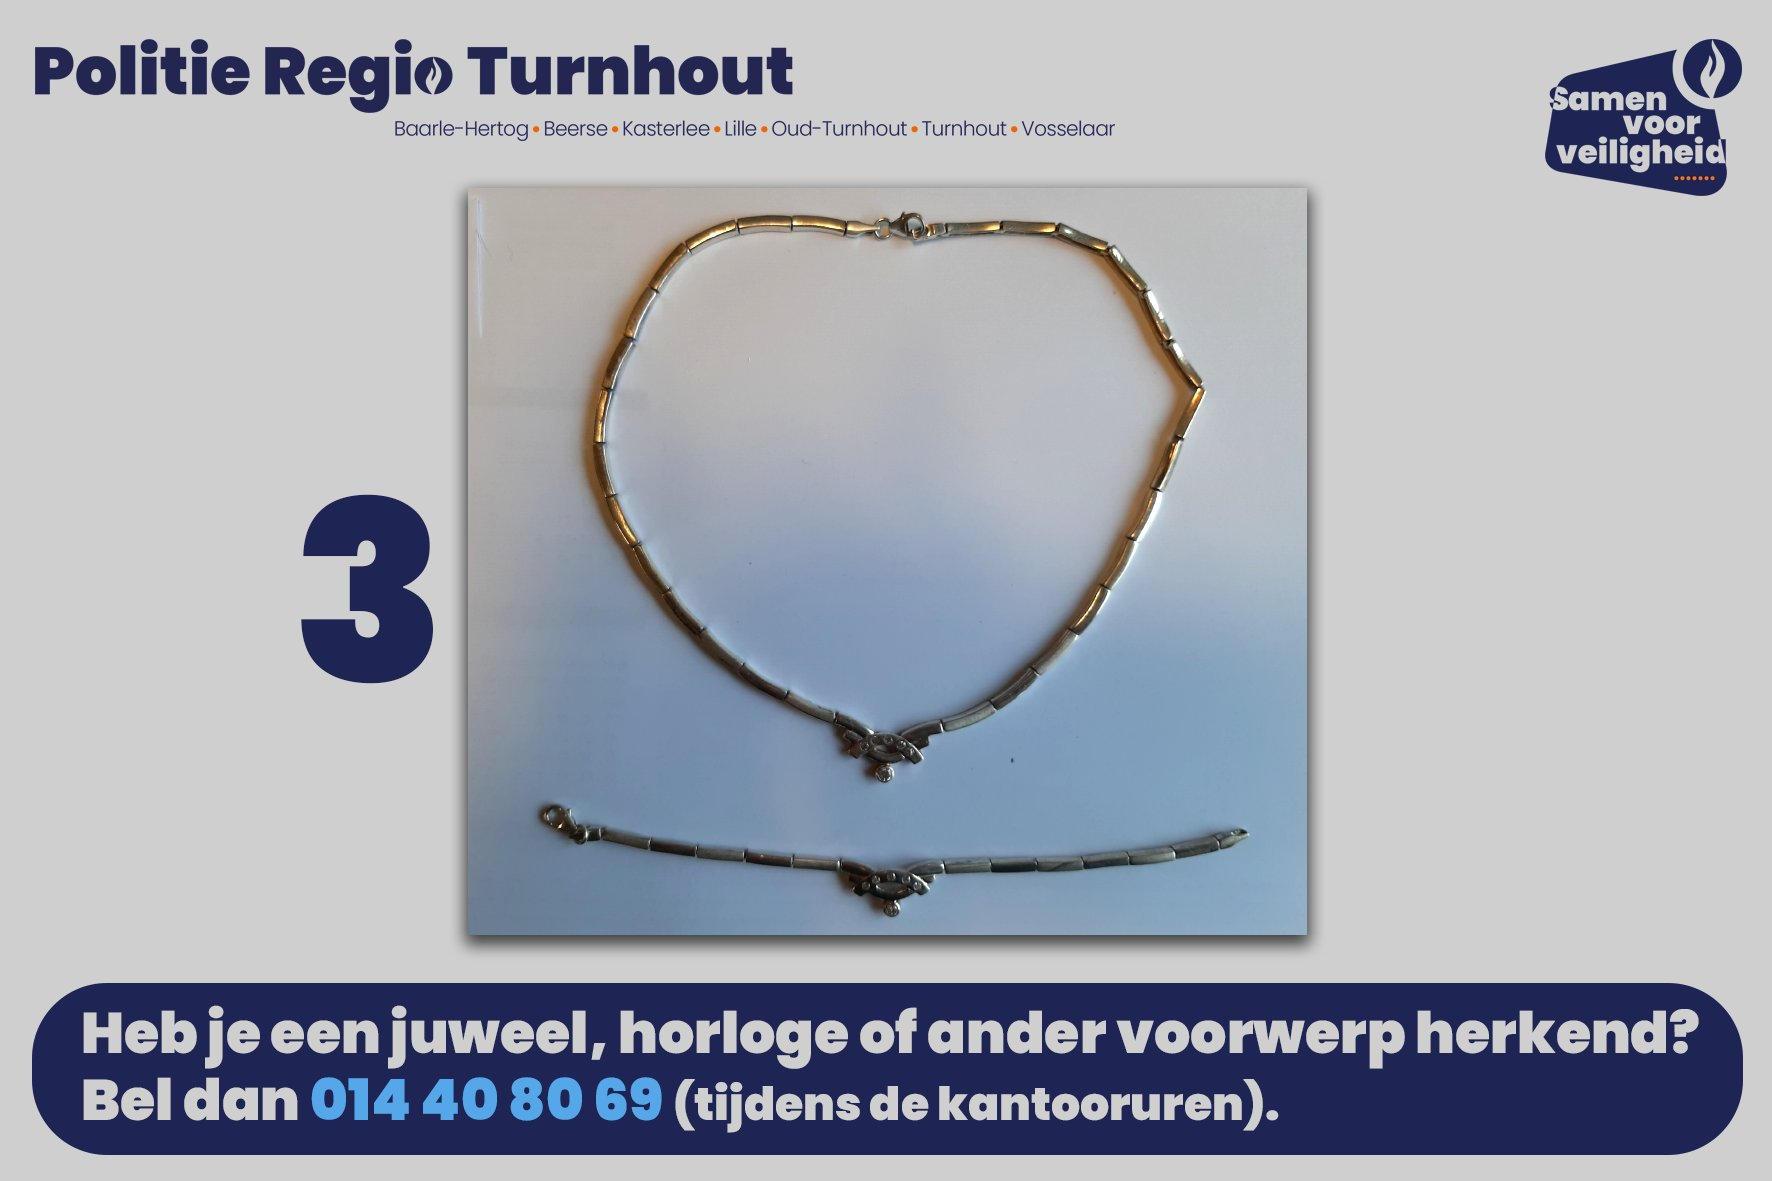 Politie Regio Turnhout
Baarle-Hertog • Beerse • Kasterlee • Lille • Oud-Turnhout • Turnhout • Vosselaar
Samen
voor
veiligheid
3
Heb je een juweel, horloge of ander voorwerp herkend?
Bel dan 014 40 80 69 (tijdens de kantooruren).